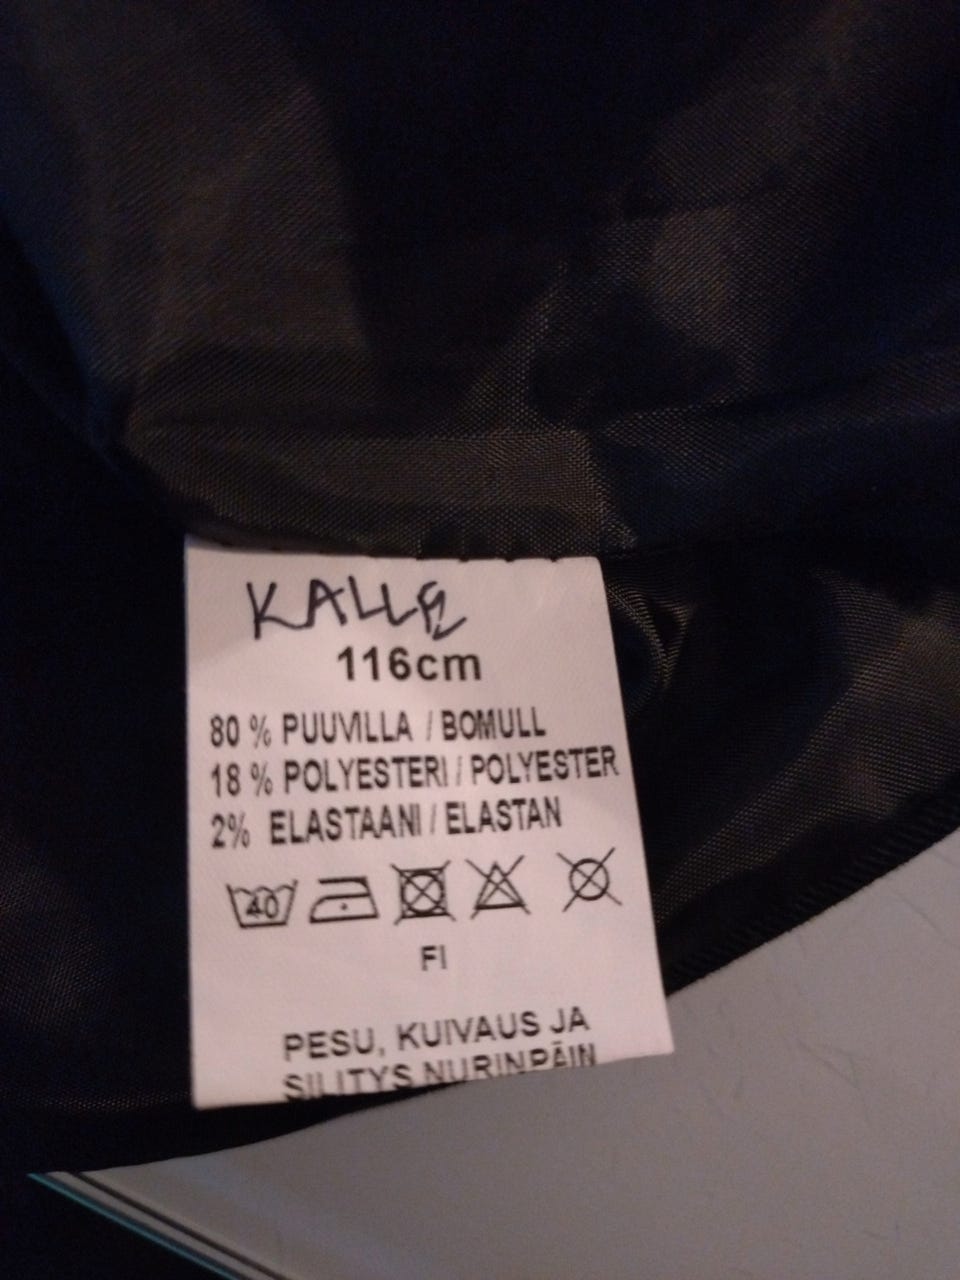 KALLE
116cm
80 % PUUVILLA / BOMULL
18 % POLYESTERI / POLYESTER
2% ELASTAANI / ELASTAN
40
FI
PESU, KUIVAUS JA
SILITYS NURINPÄIN